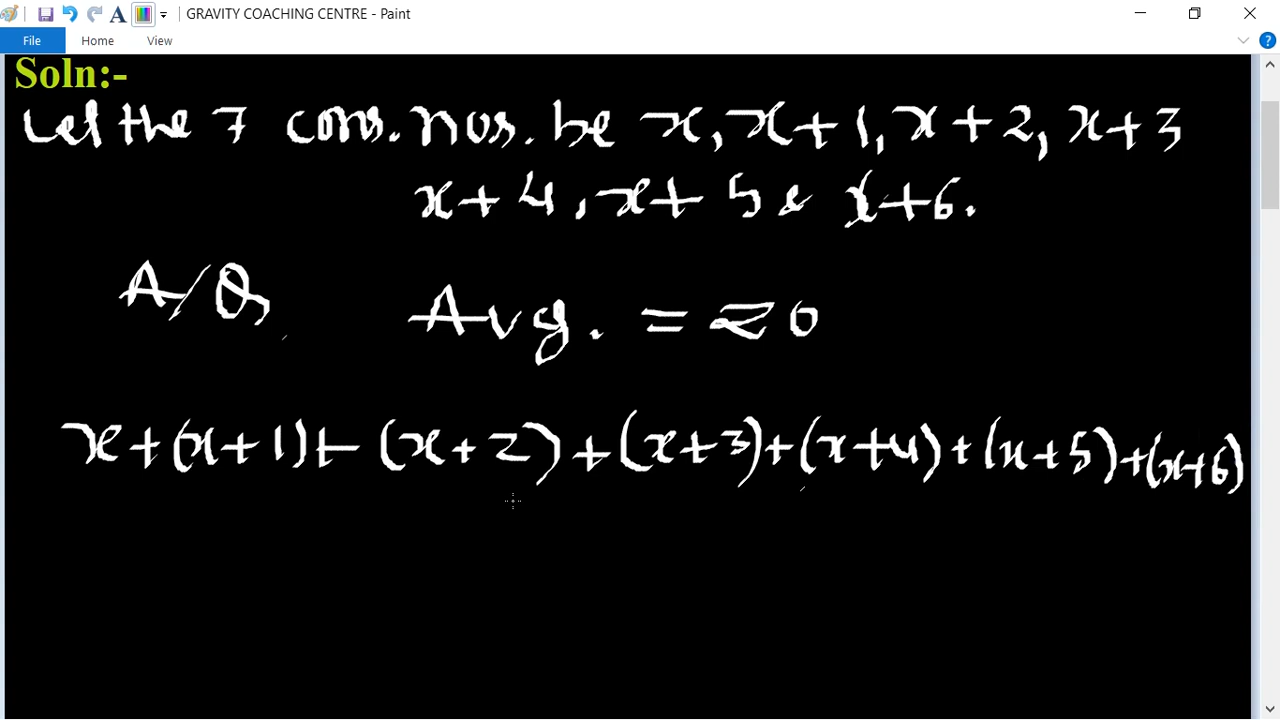 GRAVITY COACHING CENTRE - Paint
File Home View
Soln:-
Let the 7 cons. nos. be x, x+1, x+2, x+3
x+4, x+5 & x+6.
A/Q, Avg. = 20
x+(x+1)+(x+2)+(x+3)+(x+4)+(x+5)+(x+6)